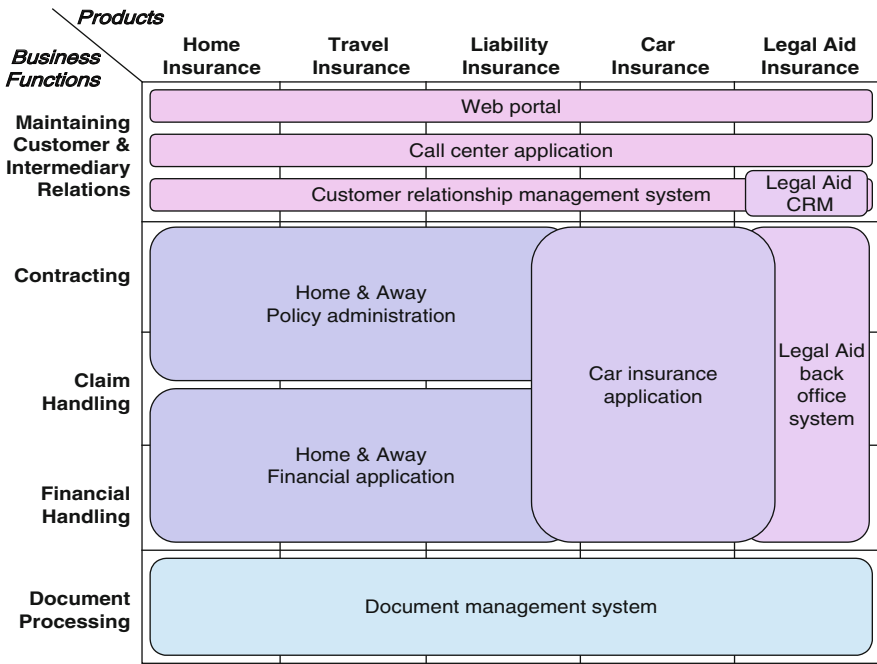 Products
Business
Functions
Home
Insurance
Travel
Insurance
Liability
Insurance
Car
Insurance
Legal Aid
Insurance
Maintaining
Customer &
Intermediary
Relations
Web portal
Call center application
Customer relationship management system
Legal Aid
CRM
Contracting
Home & Away
Policy administration
Claim
Handling
Car insurance
application
Legal Aid
back
office
system
Home & Away
Financial application
Financial
Handling
Document
Processing
Document management system